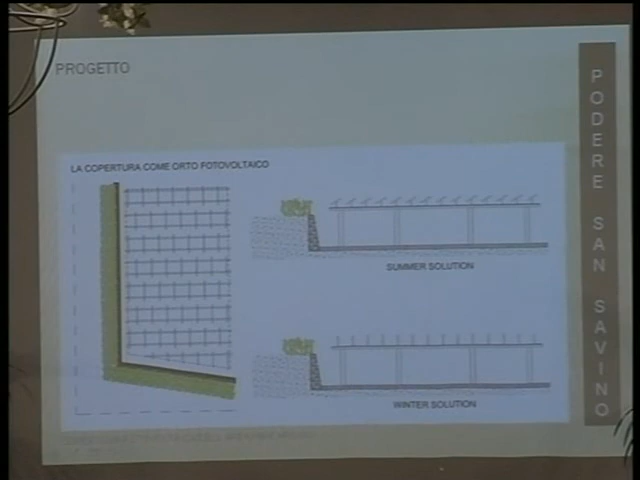 PROGETTO
LA COPERTURA COME ORTO FOTOVOLTAICO
SUMMER SOLUTION
WINTER SOLUTION
PODERE SAN SAVINO